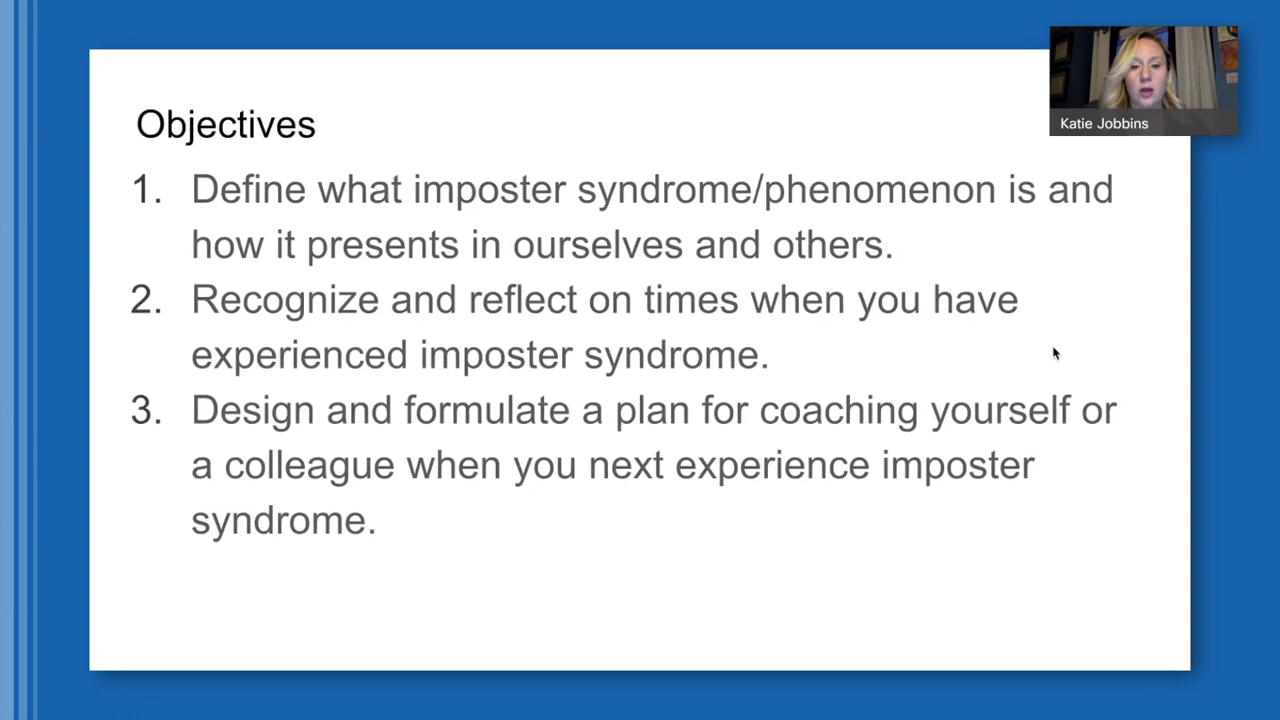 Objectives
1. Define what imposter syndrome/phenomenon is and
how it presents in ourselves and others.
2. Recognize and reflect on times when you have
experienced imposter syndrome.
3. Design and formulate a plan for coaching yourself or
a colleague when you next experience imposter
syndrome.
Katie Jobbins